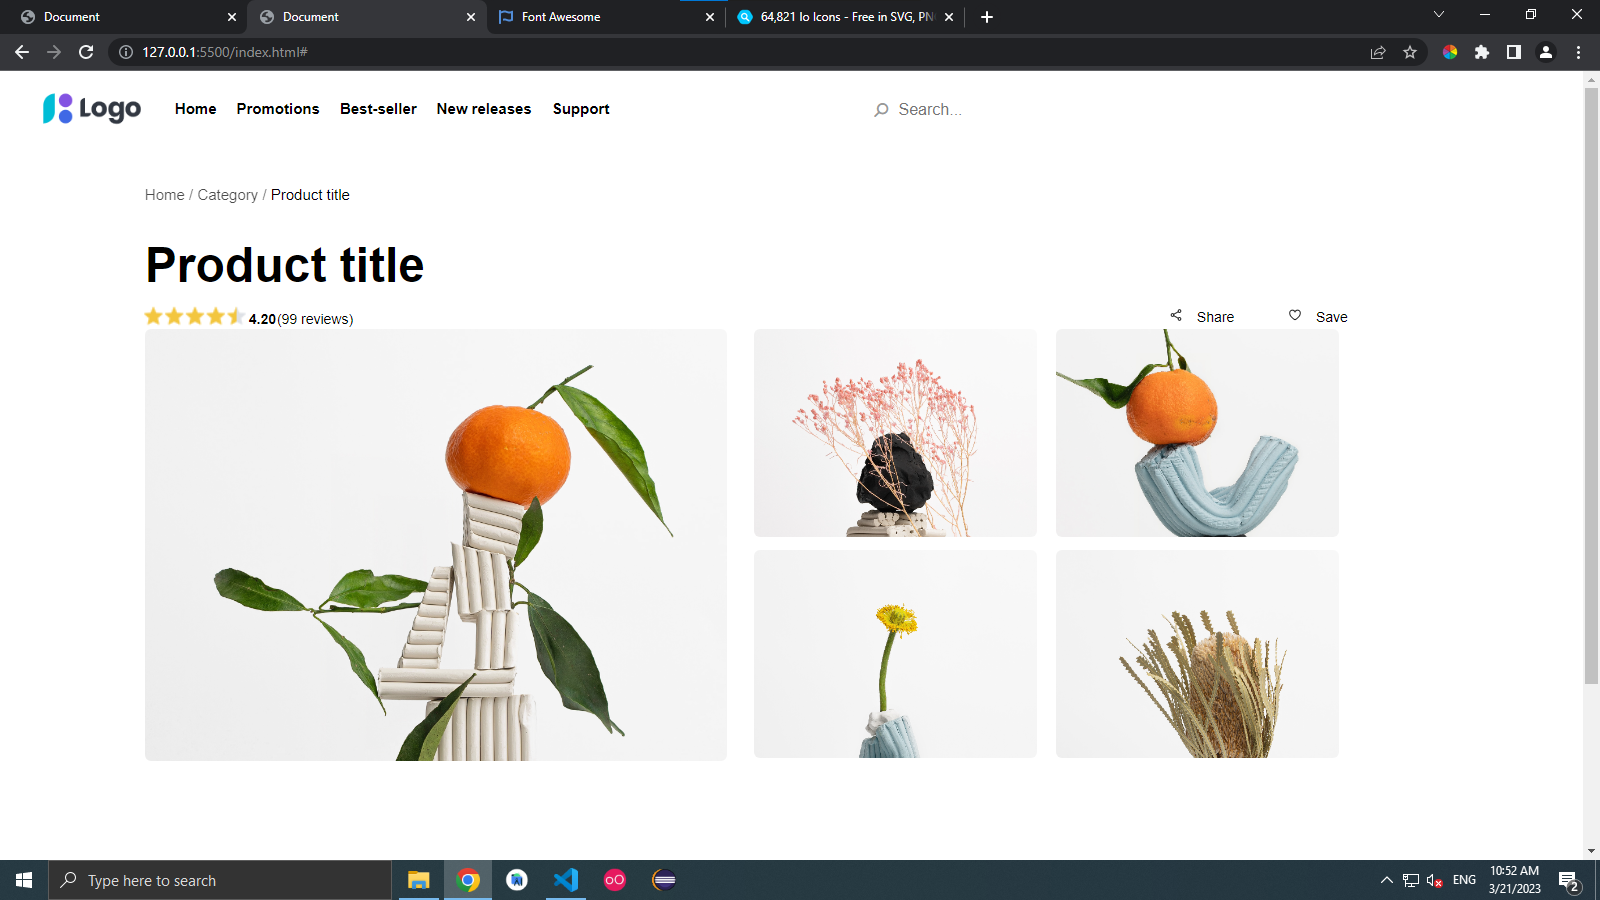 Document
Document
Font Awesome
64,821 Io Icons - Free in SVG, PN
127.0.0.1:5500/index.html#
Logo
Home
Promotions
Best-seller
New releases
Support
Search...
Home / Category / Product title
Product title
4.20(99 reviews)
Share
Save
Type here to search
ENG
10:52 AM
3/21/2023
2